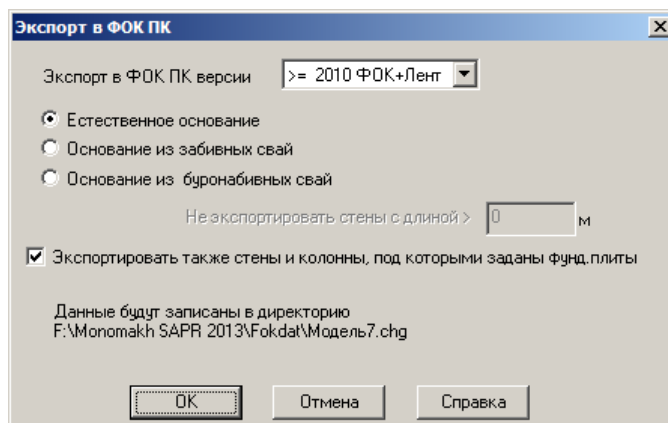 Экспорт в ФОК ПК
Экспорт в ФОК ПК версии >= 2010 ФОК+Лент
Естественное основание
Основание из забивных свай
Основание из буронабивных свай
Не экспортировать стены с длиной > 0 м
Экспортировать также стены и колонны, под которыми заданы фунд.плиты
Данные будут записаны в директорию
F:\Monomakh SAPR 2013\Fokdat\Модель7.chg
OK Отмена Справка